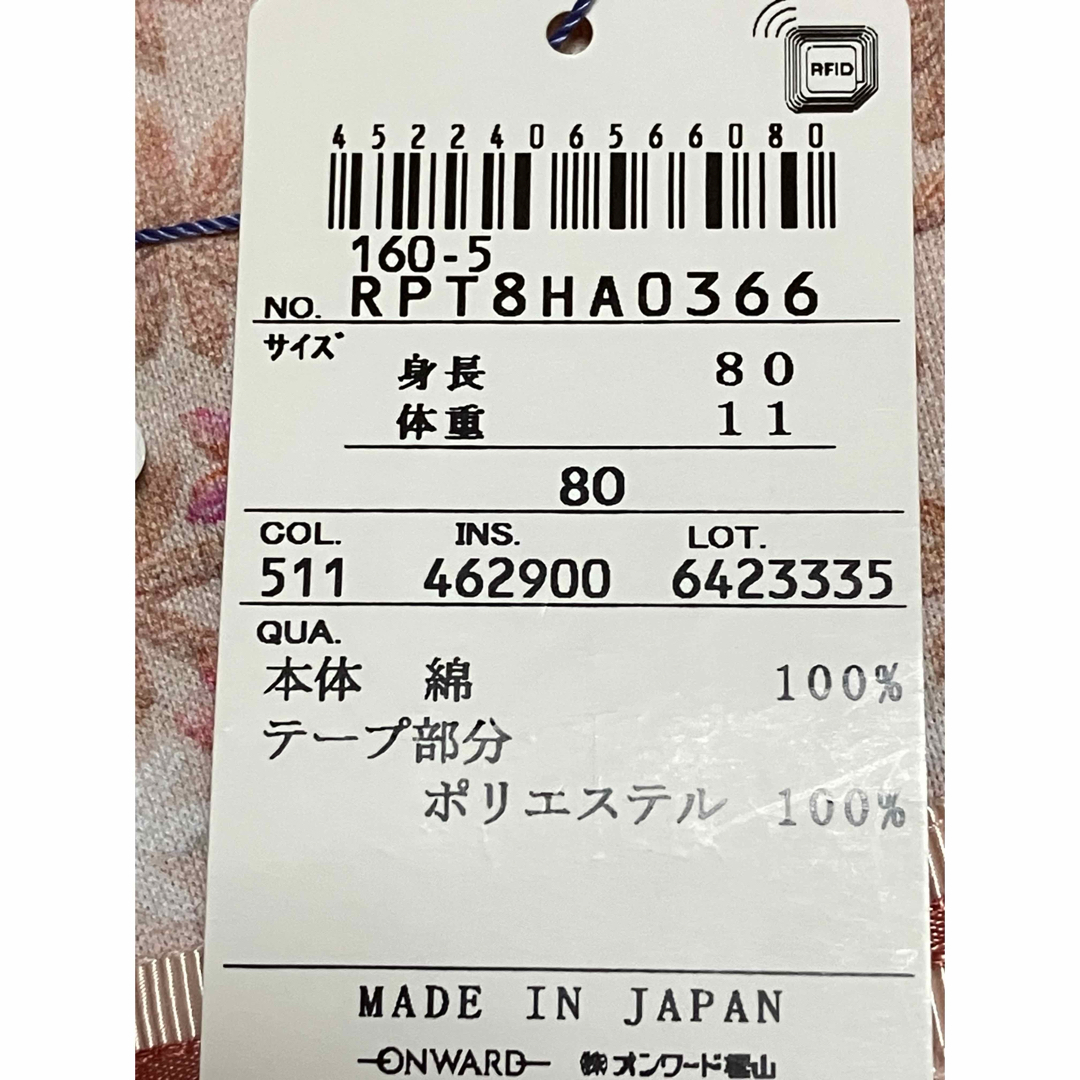 RFID
4522406566080
160-5
NO. RPT8HA0366
サイズ
身長 80
体重 11
80
COL. INS. LOT.
511 462900 6423335
QUA.
本体 綿 100%
テープ部分
ポリエステル 100%
MADE IN JAPAN
ONWARD ㈱オンワード樫山